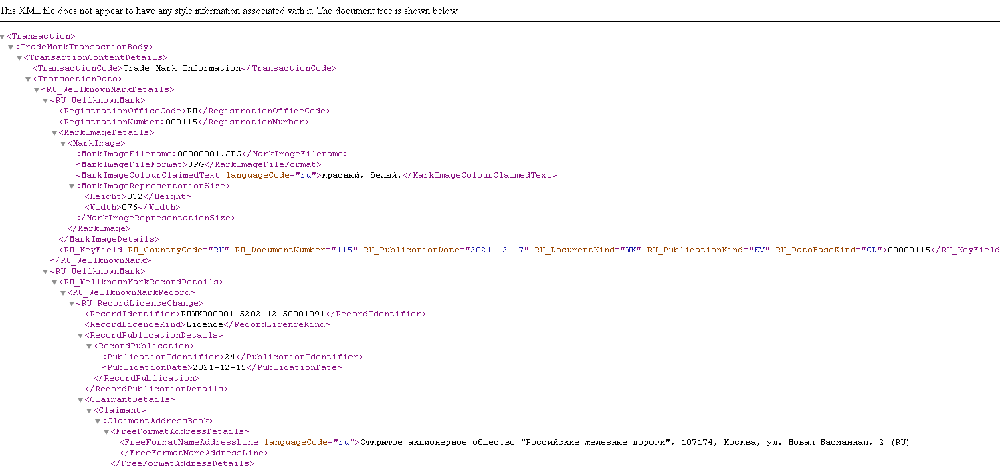 This XML file does not appear to have any style information associated with it. The document tree is shown below.
▼<Transaction>
▼<TradeMarkTransactionBody>
▼<TransactionContentDetails>
<TransactionCode>Trade Mark Information</TransactionCode>
▼<TransactionData>
▼<RU_WellknownMarkDetails>
▼<RU_WellknownMark>
<RegistrationOfficeCode>RU</RegistrationOfficeCode>
<RegistrationNumber>000115</RegistrationNumber>
▼<MarkImageDetails>
▼<MarkImage>
<MarkImageFilename>00000001.JPG</MarkImageFilename>
<MarkImageFileFormat>JPG</MarkImageFileFormat>
<MarkImageColourClaimedText languageCode="ru">красный, белый.</MarkImageColourClaimedText>
▼<MarkImageRepresentationSize>
<Height>032</Height>
<Width>076</Width>
</MarkImageRepresentationSize>
</MarkImage>
</MarkImageDetails>
<RU_KeyField RU_CountryCode="RU" RU_DocumentNumber="115" RU_PublicationDate="2021-12-17" RU_DocumentKind="WK" RU_PublicationKind="EV" RU_DataBaseKind="CD">00000115</RU_KeyField
</RU_WellknownMark>
▼<RU_WellknownMark>
▼<RU_WellknownMarkRecordDetails>
▼<RU_WellknownMarkRecord>
▼<RU_RecordLicenceChange>
<RecordIdentifier>RUWK00000115202112150001091</RecordIdentifier>
<RecordLicenceKind>Licence</RecordLicenceKind>
▼<RecordPublicationDetails>
▼<RecordPublication>
<PublicationIdentifier>24</PublicationIdentifier>
<PublicationDate>2021-12-15</PublicationDate>
</RecordPublication>
</RecordPublicationDetails>
▼<ClaimantDetails>
▼<Claimant>
▼<ClaimantAddressBook>
▼<FreeFormatAddressDetails>
<FreeFormatNameAddressLine languageCode="ru">Открытое акционерное общество "Российские железные дороги", 107174, Москва, ул. Новая Басманная, 2 (RU)
</FreeFormatNameAddressLine>
</FreeFormatAddressDetails>